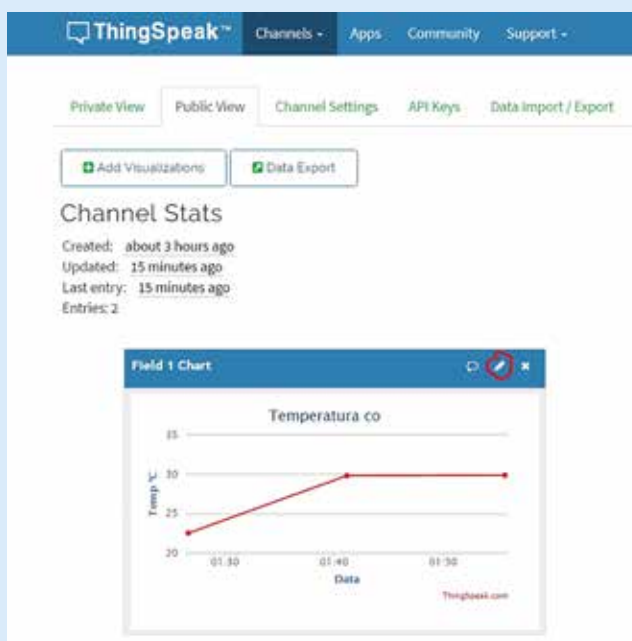 ThingSpeak™ Channels Apps Community Support
Private View Public View Channel Settings API Keys Data Import / Export
Add Visualizations Data Export
Channel Stats
Created: about 3 hours ago
Updated: 15 minutes ago
Last entry: 15 minutes ago
Entries: 2
Field 1 Chart
Temperatura co
35
30
25
20
Temp °C
01:30 01:40 01:50
Data
ThingSpeak.com